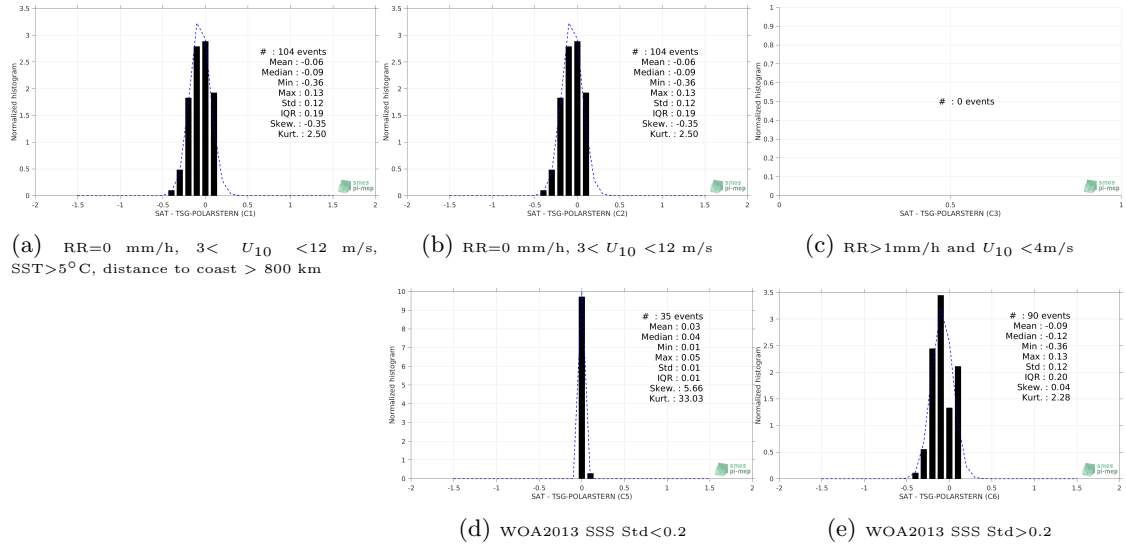 3.5
3
2.5
2
1.5
1
0.5
0
-2 -1.5 -1 -0.5 0 0.5 1 1.5 2
Normalized histogram
SAT - TSG-POLARSTERN (C1)
# : 104 events
Mean : -0.06
Median : -0.09
Min : -0.36
Max : 0.13
Std : 0.12
IQR : 0.19
Skew. : -0.35
Kurt. : 2.50
smos
pi-mep
(a) RR=0 mm/h, 3< U10 <12 m/s,
SST>5°C, distance to coast > 800 km
3.5
3
2.5
2
1.5
1
0.5
0
-2 -1.5 -1 -0.5 0 0.5 1 1.5 2
Normalized histogram
SAT - TSG-POLARSTERN (C2)
# : 104 events
Mean : -0.06
Median : -0.09
Min : -0.36
Max : 0.13
Std : 0.12
IQR : 0.19
Skew. : -0.35
Kurt. : 2.50
smos
pi-mep
(b) RR=0 mm/h, 3< U10 <12 m/s
1
0.9
0.8
0.7
0.6
0.5
0.4
0.3
0.2
0.1
0
0 0.5 1
Normalized histogram
SAT - TSG-POLARSTERN (C3)
# : 0 events
smos
pi-mep
(c) RR>1mm/h and U10 <4m/s
10
9
8
7
6
5
4
3
2
1
0
-2 -1.5 -1 -0.5 0 0.5 1 1.5 2
Normalized histogram
SAT - TSG-POLARSTERN (C5)
# : 35 events
Mean : 0.03
Median : 0.04
Min : 0.01
Max : 0.05
Std : 0.01
IQR : 0.01
Skew. : 5.66
Kurt. : 33.03
smos
pi-mep
(d) WOA2013 SSS Std<0.2
3.5
3
2.5
2
1.5
1
0.5
0
-2 -1.5 -1 -0.5 0 0.5 1 1.5 2
Normalized histogram
SAT - TSG-POLARSTERN (C6)
# : 90 events
Mean : -0.09
Median : -0.12
Min : -0.36
Max : 0.13
Std : 0.12
IQR : 0.20
Skew. : 0.04
Kurt. : 2.28
smos
pi-mep
(e) WOA2013 SSS Std>0.2